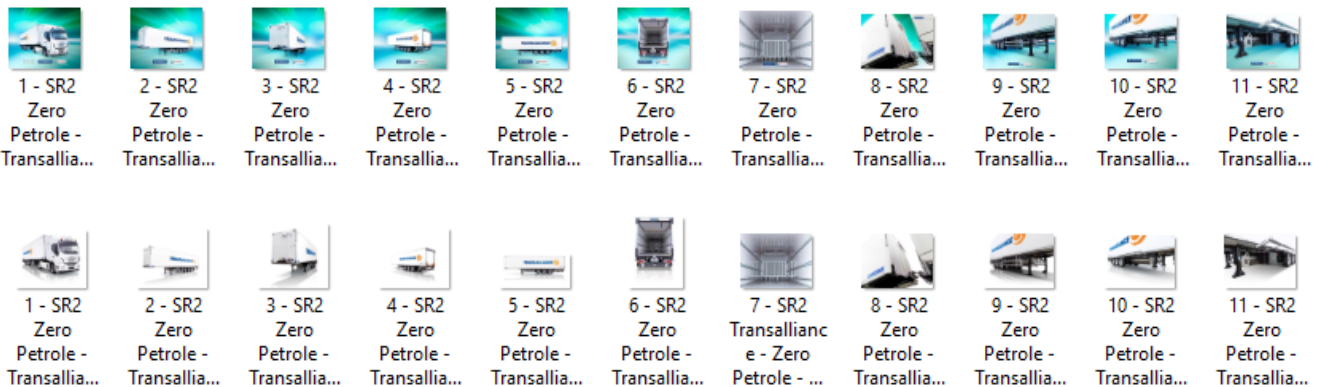 1 - SR2 2 - SR2 3 - SR2 4 - SR2 5 - SR2 6 - SR2 7 - SR2 8 - SR2 9 - SR2 10 - SR2 11 - SR2
Zero Zero Zero Zero Zero Zero Zero Zero Zero Zero Zero
Petrole - Petrole - Petrole - Petrole - Petrole - Petrole - Petrole - Petrole - Petrole - Petrole - Petrole -
Transallia... Transallia... Transallia... Transallia... Transallia... Transallia... Transallia... Transallia... Transallia... Transallia... Transallia...
1 - SR2 2 - SR2 3 - SR2 4 - SR2 5 - SR2 6 - SR2 7 - SR2 8 - SR2 9 - SR2 10 - SR2 11 - SR2
Zero Zero Zero Zero Zero Zero Transallianc Zero Zero Zero Zero
Petrole - Petrole - Petrole - Petrole - Petrole - Petrole - e - Zero Petrole - Petrole - Petrole - Petrole -
Transallia... Transallia... Transallia... Transallia... Transallia... Transallia... Petrole - ... Transallia... Transallia... Transallia... Transallia...